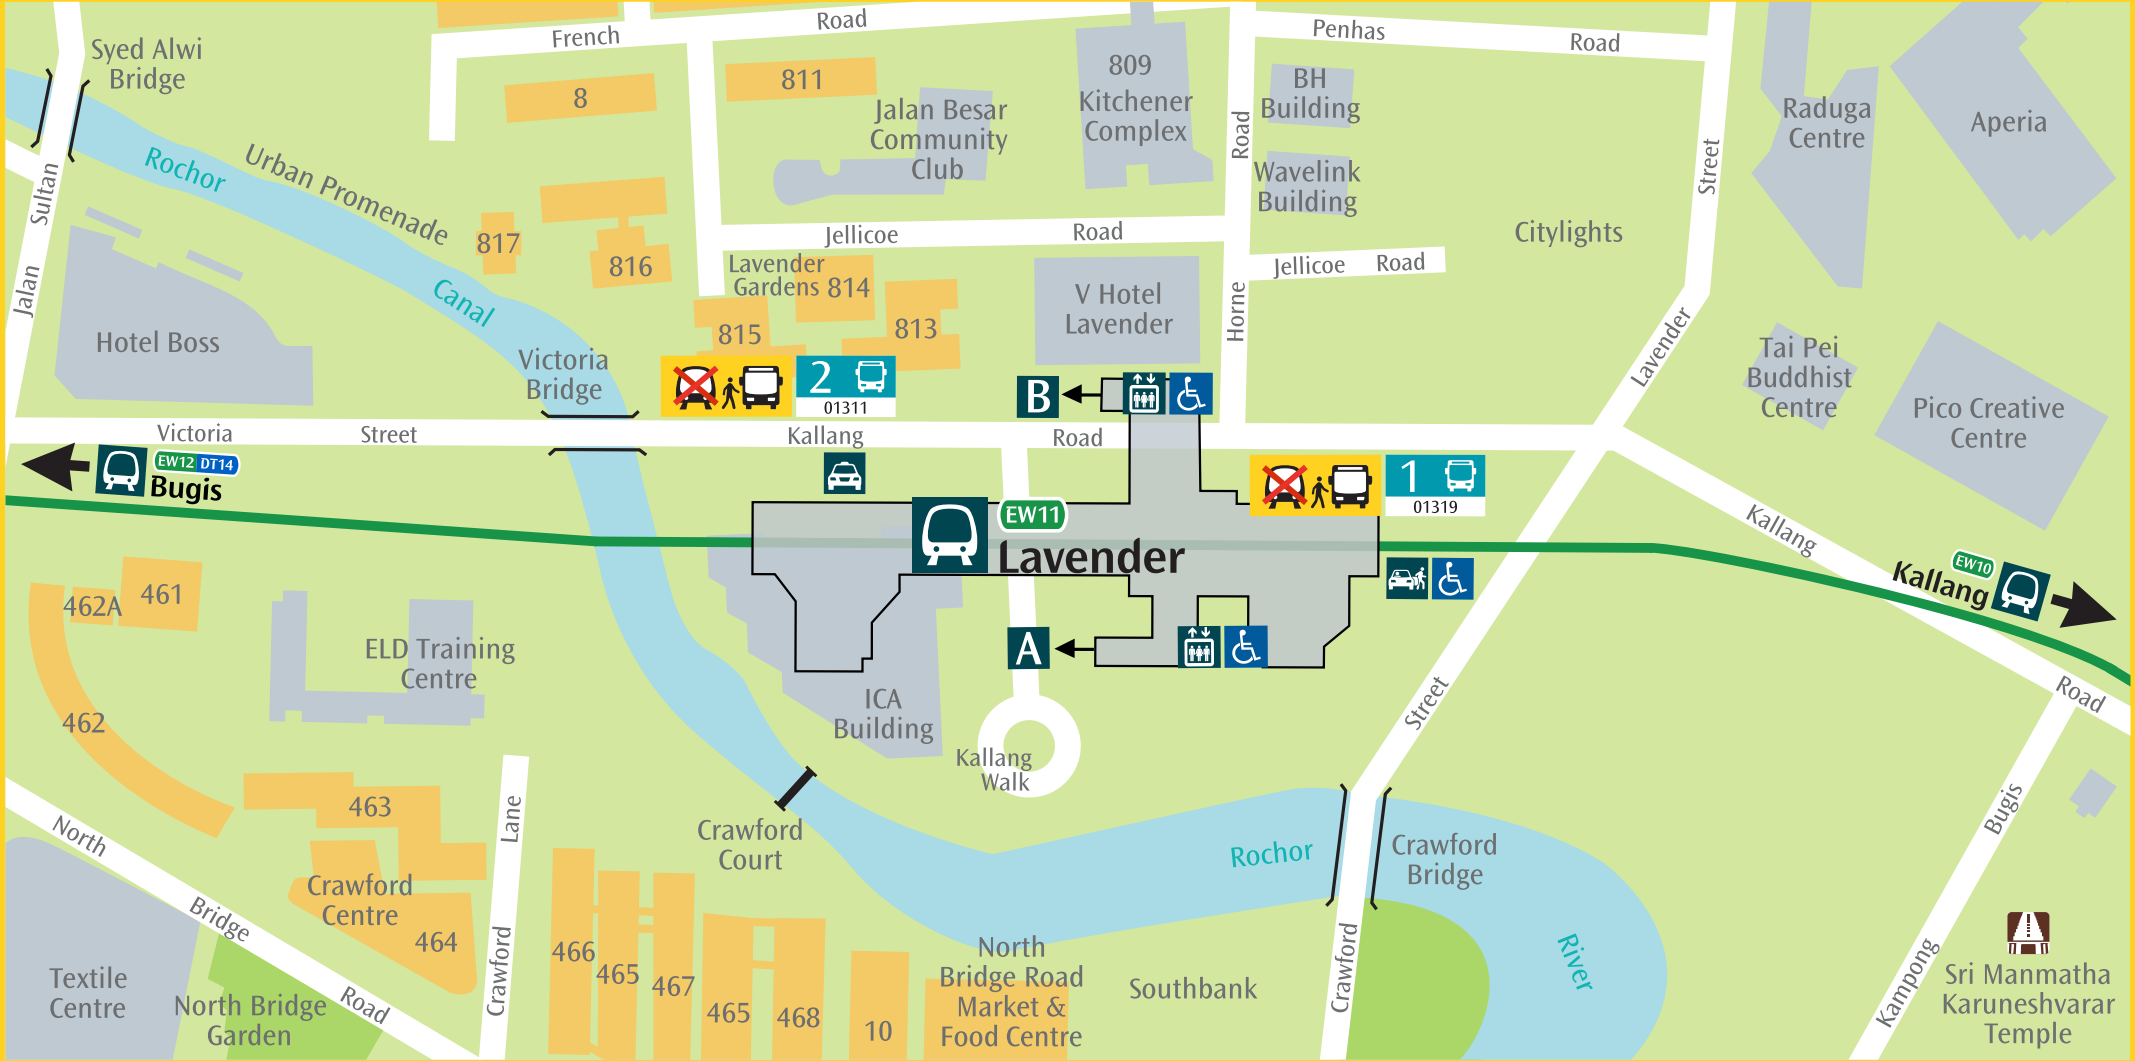 French
Road
Penhas
Road
Syed Alwi
Bridge
8
811
809
Kitchener
Complex
BH
Building
Raduga
Centre
Aperia
Jalan Besar
Community
Club
Road
Street
Rochor
Urban Promenade
Sultan
Wavelink
Building
817
816
Jellicoe
Road
Citylights
Jalan
Lavender
Gardens
814
Jellicoe
Road
Canal
V Hotel
Lavender
Horne
815
813
Hotel Boss
Victoria
Bridge
Lavender
Tai Pei
Buddhist
Centre
2
01311
B
Pico Creative
Centre
Victoria
Street
Kallang
Road
EW12
DT14
Bugis
1
01319
EW11
Lavender
Kallang
EW10
Kallang
461
462A
ELD Training
Centre
A
462
ICA
Building
Street
Road
Kallang
Walk
463
North
Lane
Crawford
Court
Bugis
Rochor
Crawford
Bridge
Crawford
Centre
Bridge
464
466
465
467
465
468
10
North
Bridge Road
Market &
Food Centre
Southbank
Crawford
River
Kampong
Sri Manmatha
Karuneshvarar
Temple
Textile
Centre
North Bridge
Garden
Road
Crawford